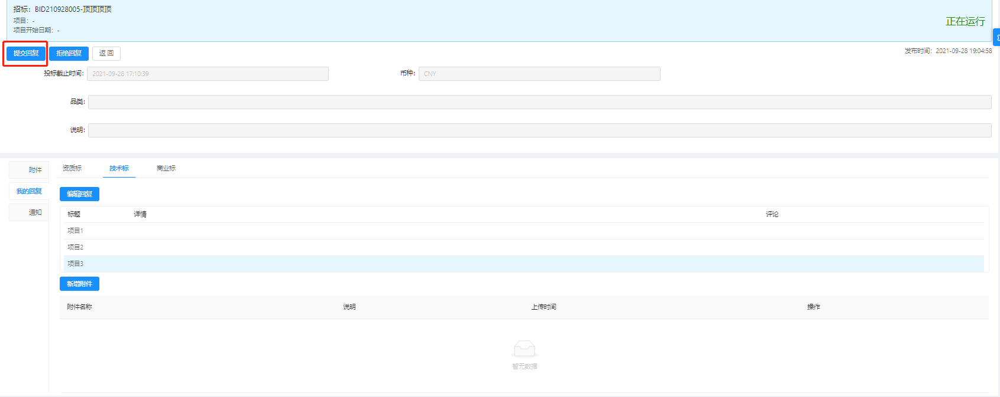 招标：BID210928005-顶顶顶顶
项目：-
项目开始日期：-
正在运行
提交回复 拒绝回复 返 回
发布时间：2021-09-28 19:04:58
投标截止时间: 2021-09-28 17:10:39
币种: CNY
品类:
说明:
附件
我的回复
通知
资质标 技术标 商业标
编辑回复
标题 详情 评论
项目1
项目2
项目3
新增附件
附件名称 说明 上传时间 操作
暂无数据